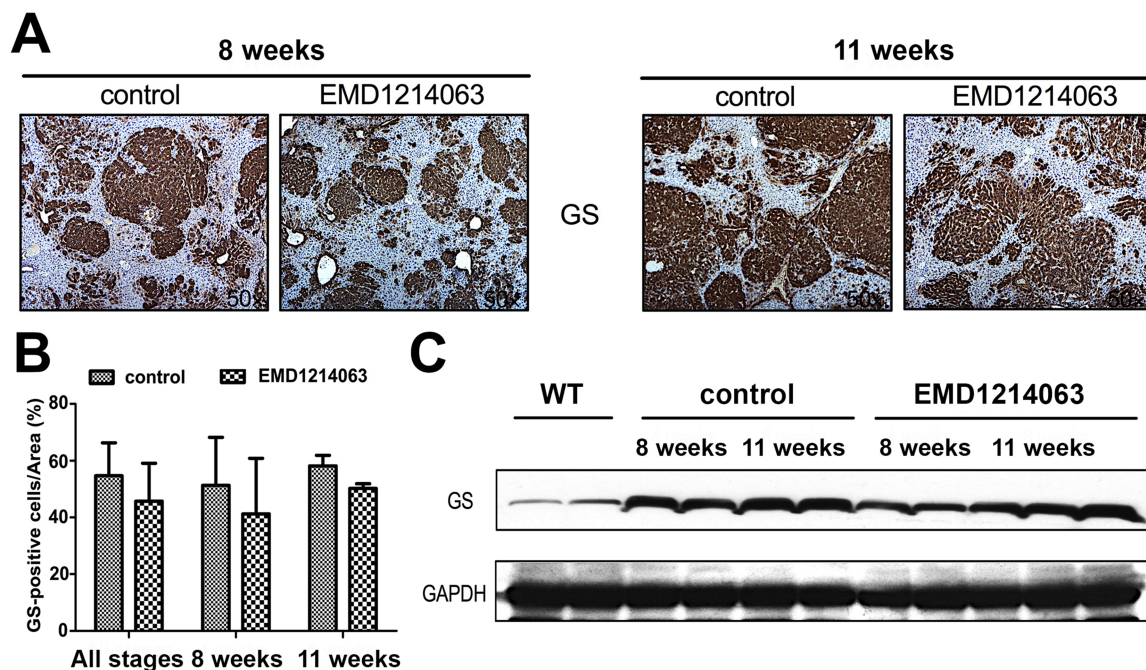 A
8 weeks
11 weeks
control
EMD1214063
control
EMD1214063
50x
50x
GS
50x
50x
B
control
EMD1214063
GS-positive cells/Area (%)
80
60
40
20
0
All stages
8 weeks
11 weeks
C
WT
control
EMD1214063
8 weeks
11 weeks
8 weeks
11 weeks
GS
GAPDH